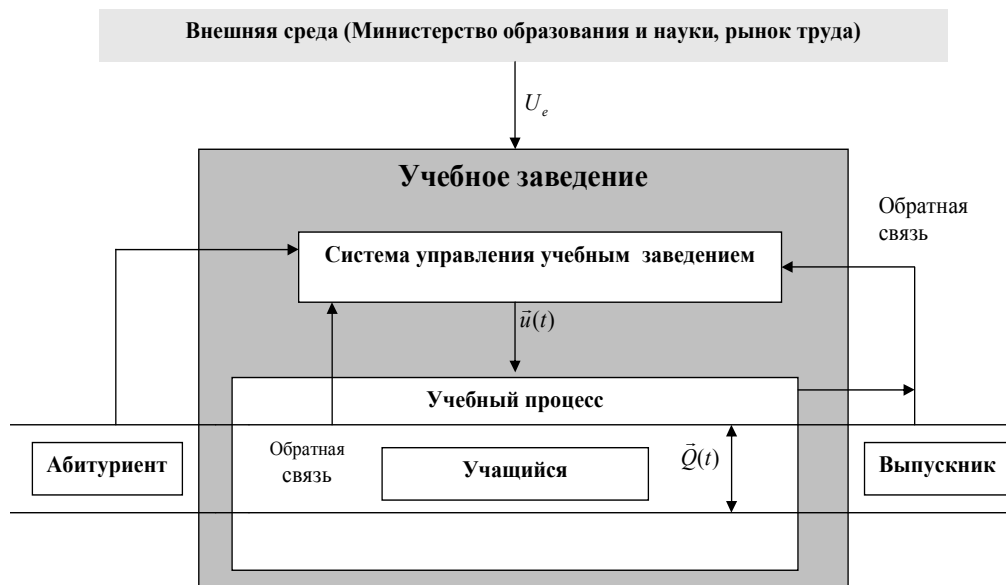 Внешняя среда (Министерство образования и науки, рынок труда)
U_e
Учебное заведение
Обратная
связь
Система управления учебным заведением
u⃗(t)
Учебный процесс
Абитуриент
Обратная
связь
Учащийся
Q⃗(t)
Выпускник